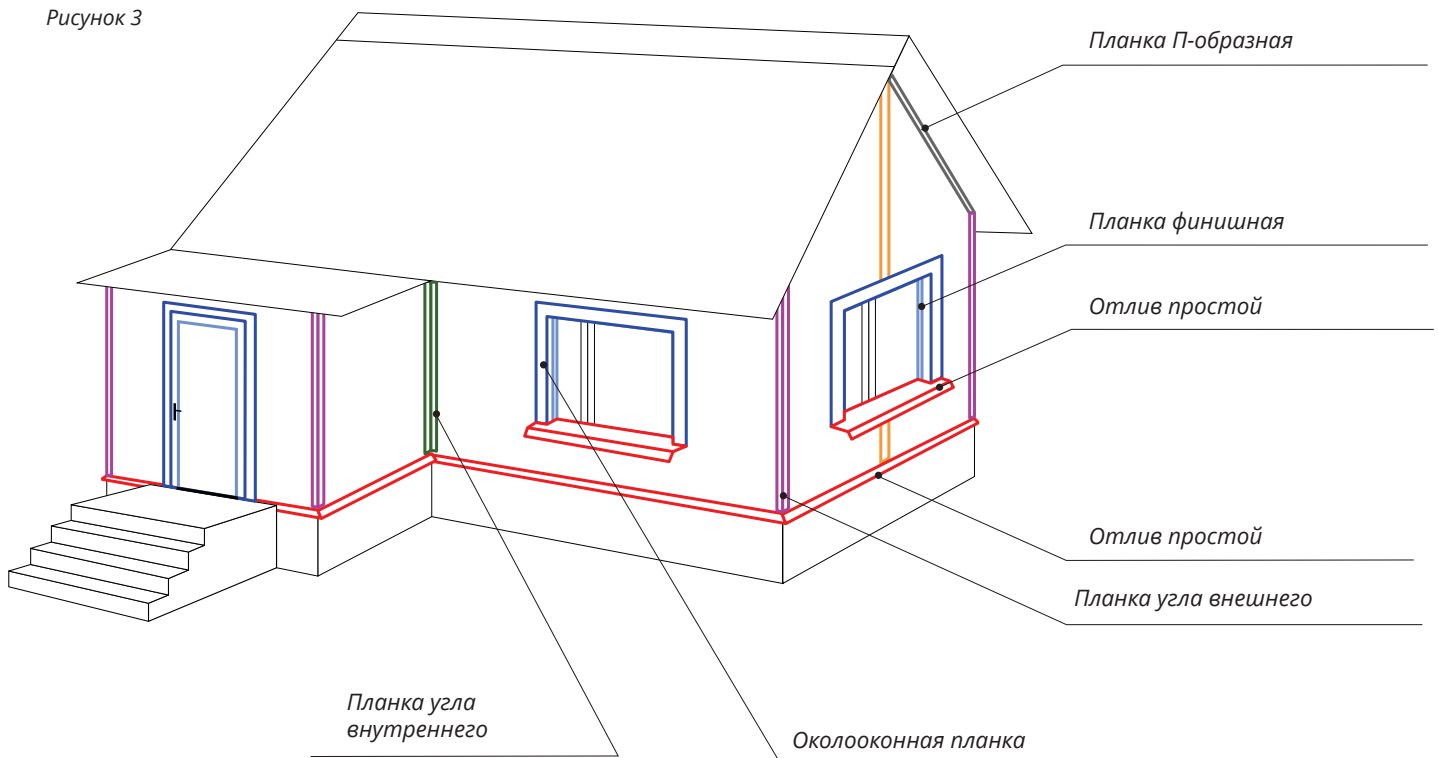 Рисунок 3
Планка П-образная
Планка финишная
Отлив простой
Отлив простой
Планка угла внешнего
Планка угла
внутреннего
Околооконная планка